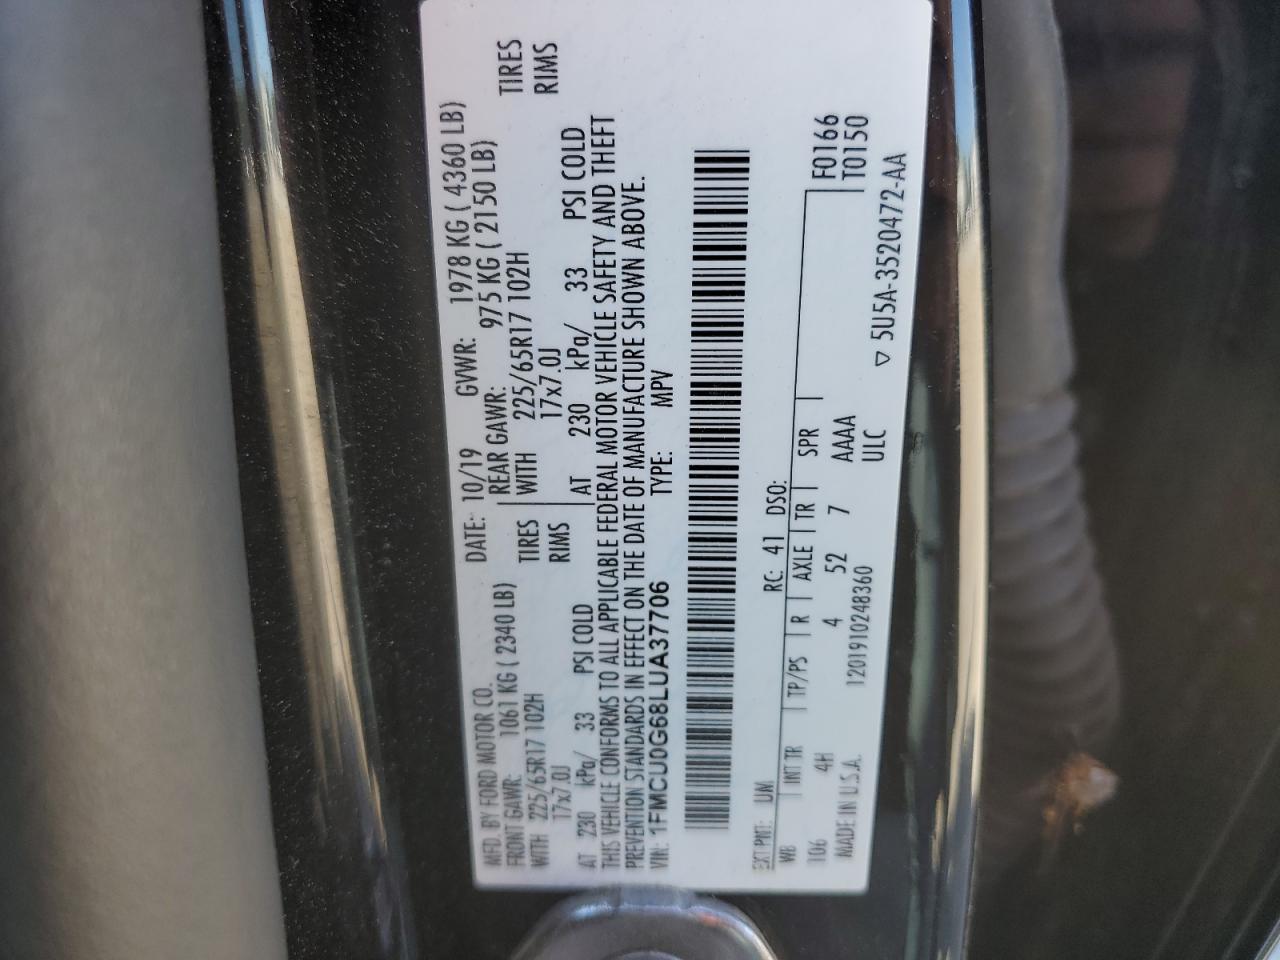 MFD. BY FORD MOTOR CO. DATE: 10/19 GVWR: 1978 KG ( 4360 LB)
FRONT GAWR: 1061 KG ( 2340 LB) REAR GAWR: 975 KG ( 2150 LB)
WITH 225/65R17 102H TIRES WITH 225/65R17 102H TIRES
17x7.0J RIMS 17x7.0J RIMS
AT 230 kPa/ 33 PSI COLD AT 230 kPa/ 33 PSI COLD
THIS VEHICLE CONFORMS TO ALL APPLICABLE FEDERAL MOTOR VEHICLE SAFETY AND THEFT
PREVENTION STANDARDS IN EFFECT ON THE DATE OF MANUFACTURE SHOWN ABOVE.
VIN: 1FMCU0G68LUA37706 TYPE: MPV
EXT PNT: UM RC: 41 DSO:
WB INT TR TP/PS R AXLE TR SPR F0166
106 4H 4 52 7 AAAA T0150
MADE IN U.S.A. 1201910248360 ULC
▽ 5U5A-3520472-AA